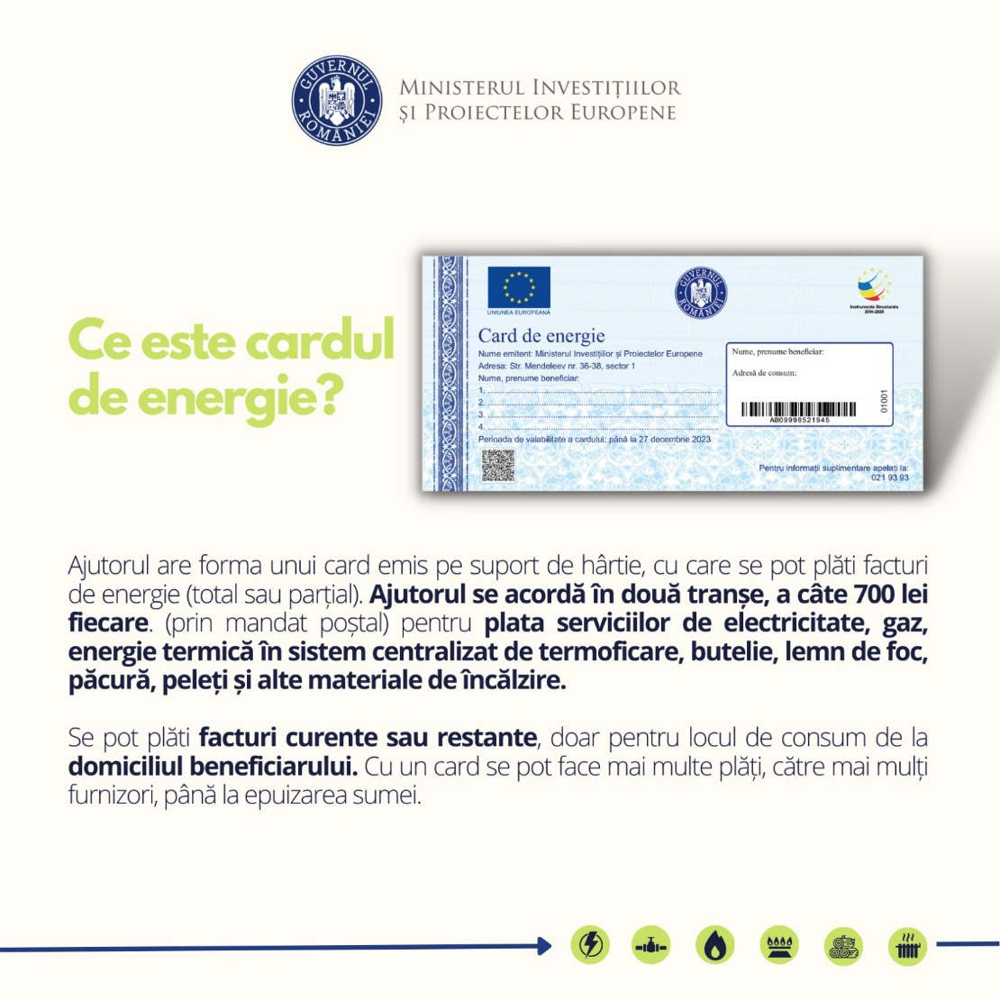 GUVERNUL ROMÂNIEI
MINISTERUL INVESTIȚIILOR
ȘI PROIECTELOR EUROPENE
Ce este cardul
de energie?
UNIUNEA EUROPEANĂ
GUVERNUL ROMÂNIEI
Instrumente Structurale
2014-2020
Card de energie
Nume emitent: Ministerul Investițiilor și Proiectelor Europene
Adresa: Str. Mendeleev nr. 36-38, sector 1
Nume, prenume beneficiar:
1.
2.
3.
4.
Perioada de valabilitate a cardului: până la 27 decembrie 2023
Nume, prenume beneficiar:
Adresă de consum:
AB09998521945
01001
Pentru informații suplimentare apelați la:
021 93 93
Ajutorul are forma unui card emis pe suport de hârtie, cu care se pot plăti facturi
de energie (total sau parțial). Ajutorul se acordă în două tranșe, a câte 700 lei
fiecare. (prin mandat poștal) pentru plata serviciilor de electricitate, gaz,
energie termică în sistem centralizat de termoficare, butelie, lemn de foc,
păcură, peleți și alte materiale de încălzire.
Se pot plăti facturi curente sau restante, doar pentru locul de consum de la
domiciliul beneficiarului. Cu un card se pot face mai multe plăți, către mai mulți
furnizori, până la epuizarea sumei.